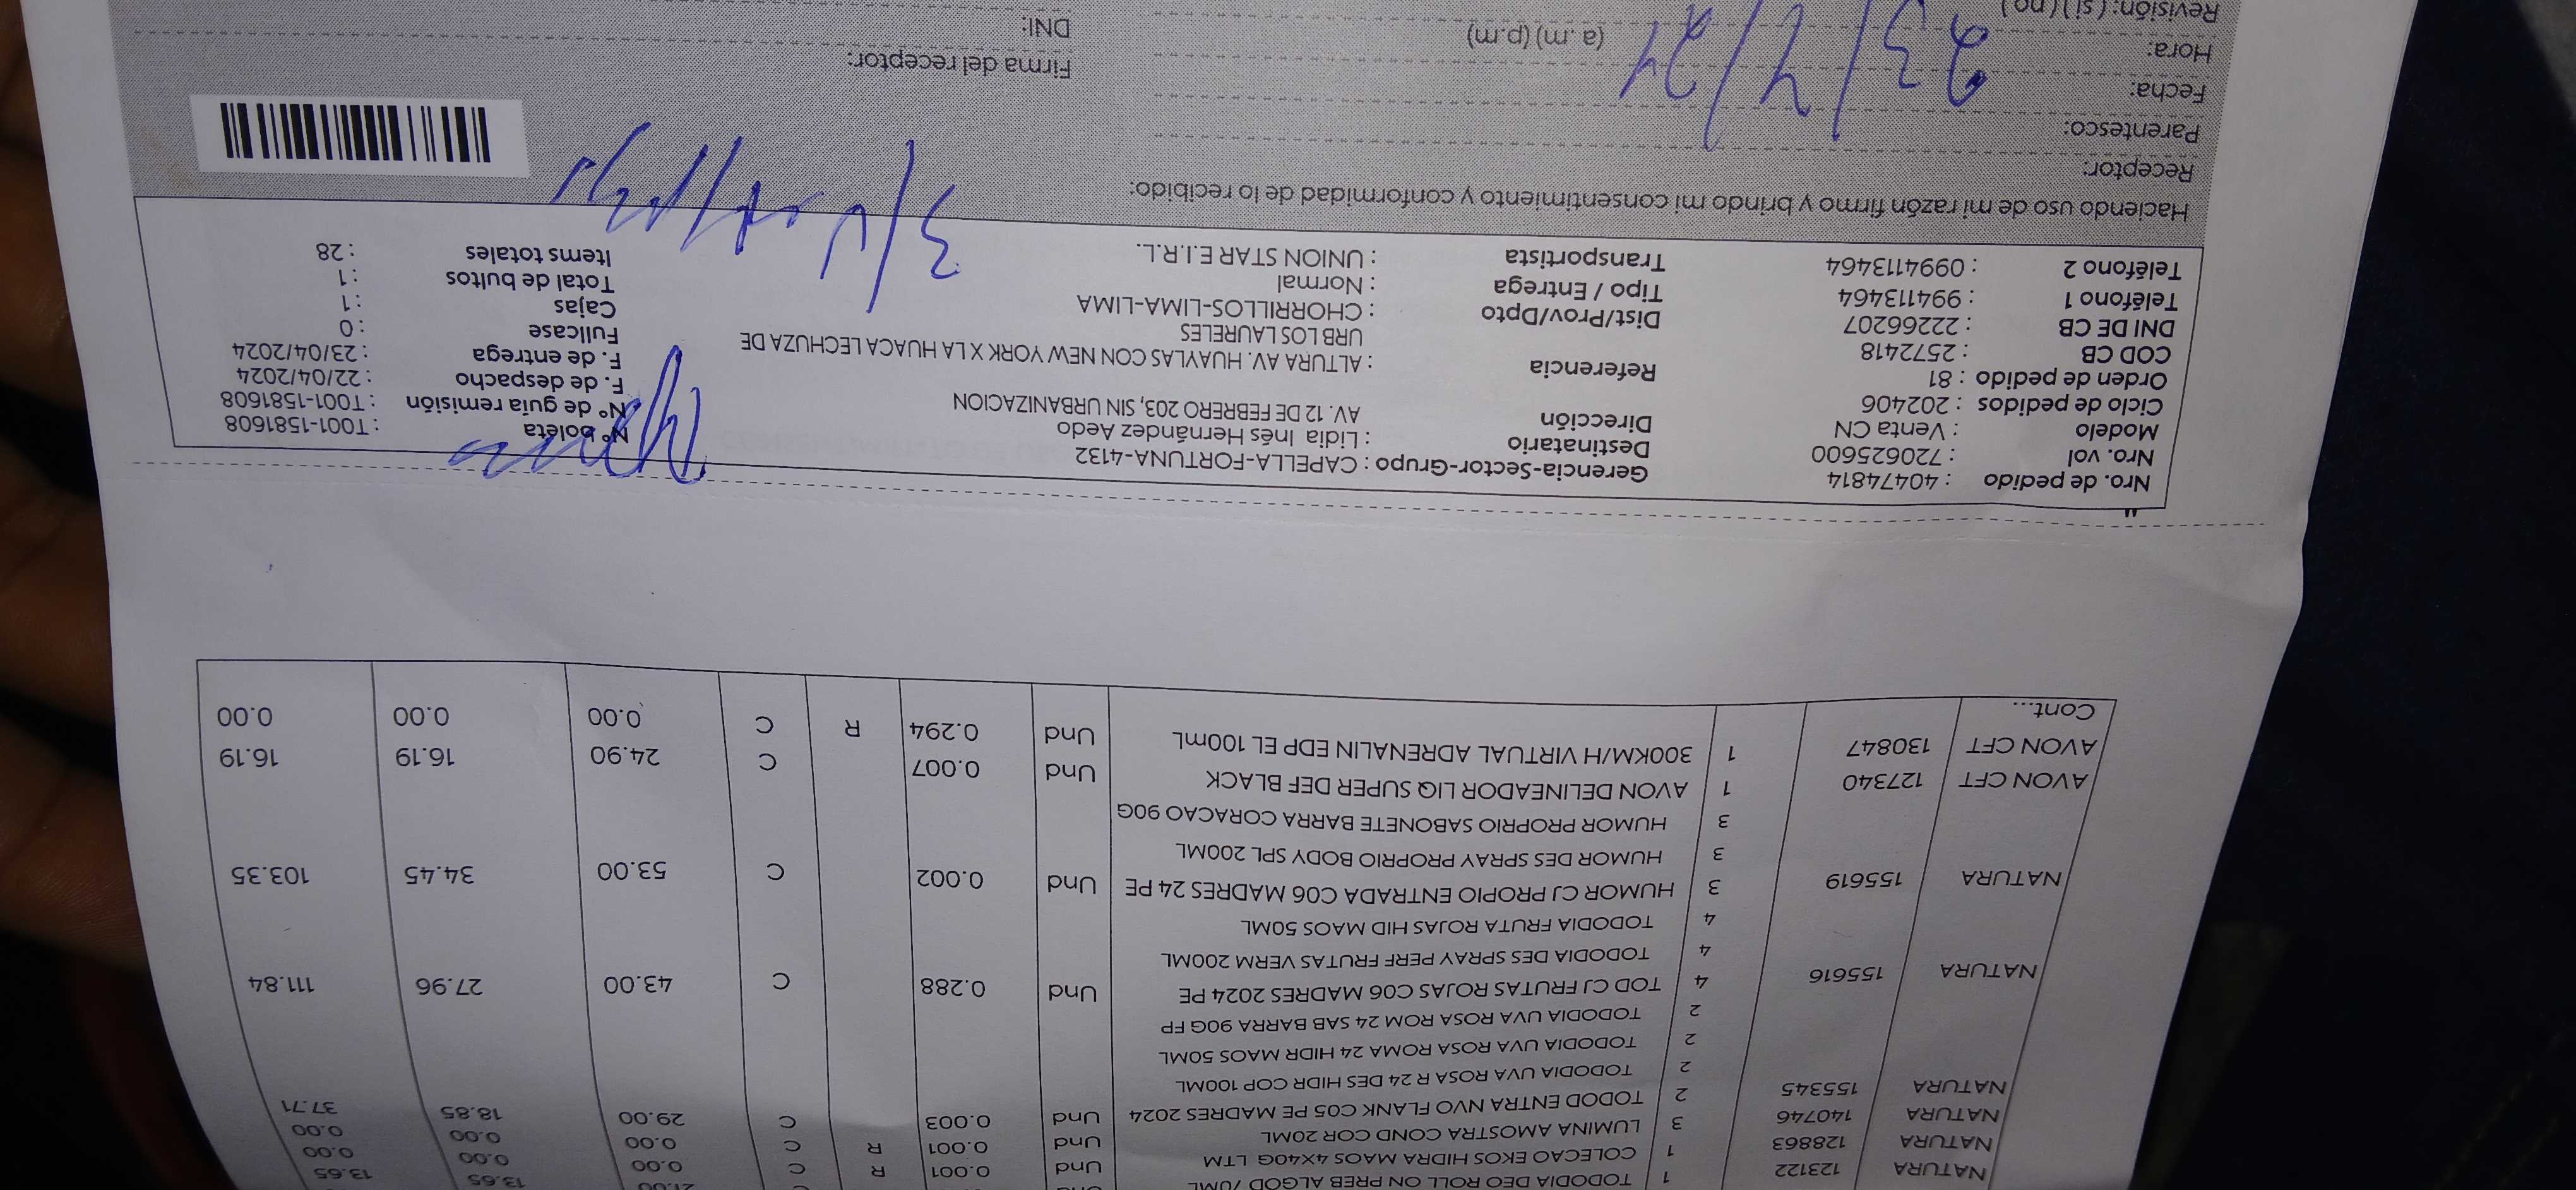 NATURA 123122 1 TODODIA DEO ROLL ON PREB ALGOD 70ML Und 21.00 13.65 13.65
NATURA 128863 1 COLECAO EKOS HIDRA MAOS 4X40G LTM Und 0.001 R C 0.00 0.00 0.00
NATURA 140746 3 LUMINA AMOSTRA COND COR 20ML Und 0.001 R C 0.00 0.00 0.00
NATURA 155345 2 TODOD ENTRA NVO FLANK C05 PE MADRES 2024 Und 0.003 C 29.00 18.85 37.71
2 TODODIA UVA ROSA R 24 DES HIDR COP 100ML
2 TODODIA UVA ROSA ROMA 24 HIDR MAOS 50ML
2 TODODIA UVA ROSA ROM 24 SAB BARRA 90G FP
NATURA 155616 4 TOD CJ FRUTAS ROJAS C06 MADRES 2024 PE Und 0.288 C 43.00 27.96 111.84
4 TODODIA DES SPRAY PERF FRUTAS VERM 200ML
4 TODODIA FRUTA ROJAS HID MAOS 50ML
NATURA 155619 3 HUMOR CJ PROPIO ENTRADA C06 MADRES 24 PE Und 0.002 C 53.00 34.45 103.35
3 HUMOR DES SPRAY PROPRIO BODY SPL 200ML
3 HUMOR PROPRIO SABONETE BARRA CORACAO 90G
AVON CFT 127340 1 AVON DELINEADOR LIQ SUPER DEF BLACK Und 0.007 C 24.90 16.19 16.19
AVON CFT 130847 1 300KM/H VIRTUAL ADRENALIN EDP EL 100mL Und 0.294 R C 0.00 0.00 0.00
Cont...
Nro. de pedido : 40474814 Gerencia-Sector-Grupo : CAPELLA-FORTUNA-4132 Nº boleta : T001-1581608
Nro. vol : 720625600 Destinatario : Lidia Inés Hernández Aedo Nº de guía remisión : T001-1581608
Modelo : Venta CN Dirección AV. 12 DE FEBRERO 203, SIN URBANIZACION F. de despacho : 22/04/2024
Ciclo de pedidos : 202406 Referencia : ALTURA AV. HUAYLAS CON NEW YORK X LA HUACA LECHUZA DE URB LOS LAURELES F. de entrega : 23/04/2024
Orden de pedido : 81 Dist/Prov/Dpto : CHORRILLOS-LIMA-LIMA Fullcase : 0
COD CB : 2572418 Tipo / Entrega : Normal Cajas : 1
DNI DE CB : 22266207 Transportista : UNION STAR E.I.R.L. Total de bultos : 1
Teléfono 1 : 994113464 Items totales : 28
Teléfono 2 : 0994113464
Haciendo uso de mi razón firmo y brindo mi consentimiento y conformidad de lo recibido:
Receptor:
Parentesco:
Fecha: Firma del receptor:
Hora: (a.m) (p.m) DNI:
Revisión: (si) (no)